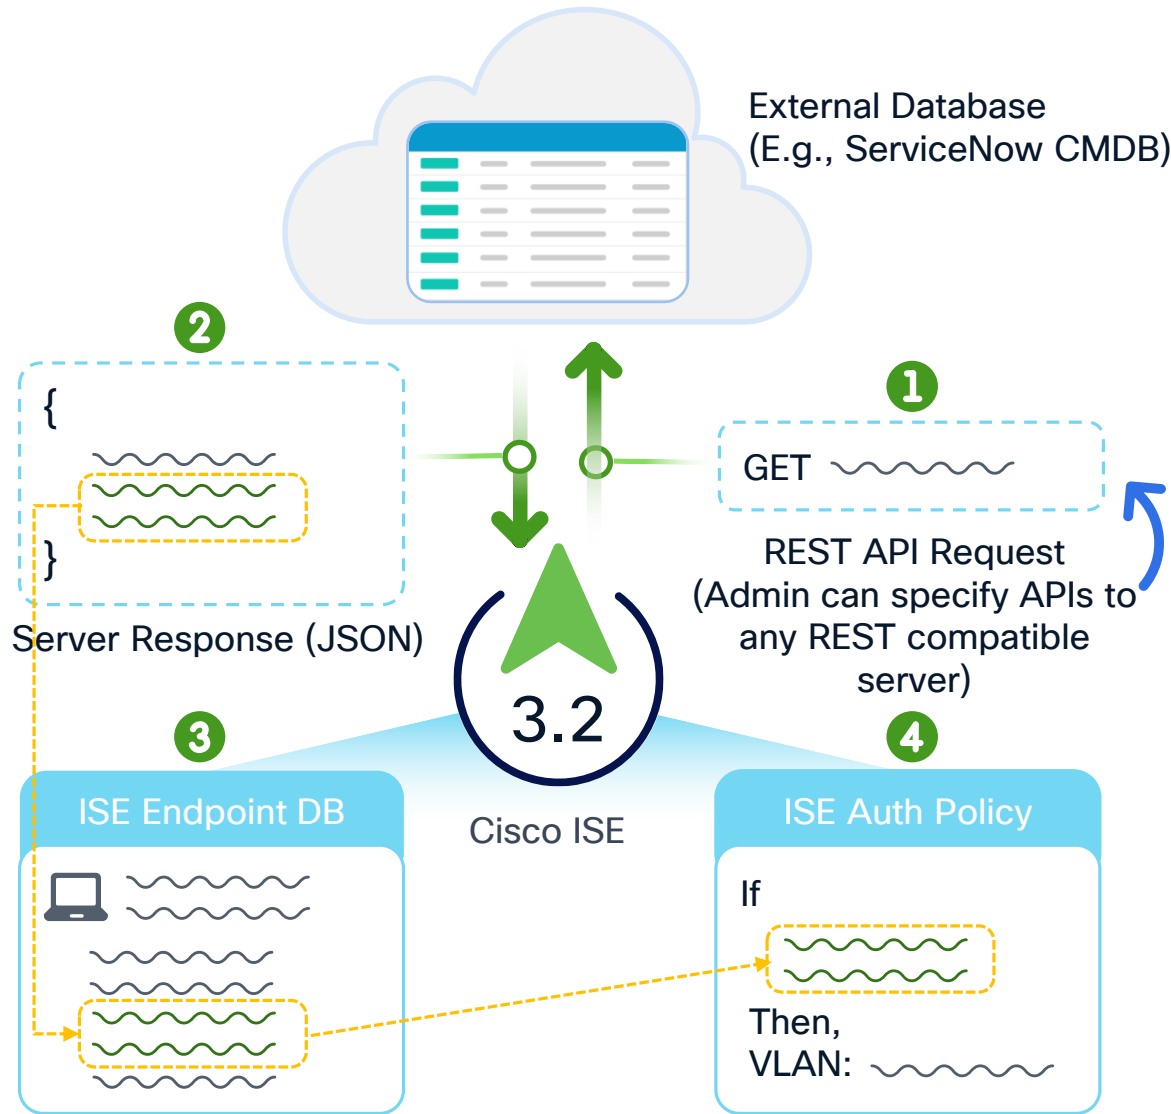 External Database
(E.g., ServiceNow CMDB)
2
{
}
Server Response (JSON)
1
GET
REST API Request
(Admin can specify APIs to
any REST compatible
server)
3.2
Cisco ISE
3
ISE Endpoint DB
4
ISE Auth Policy
If
Then,
VLAN: